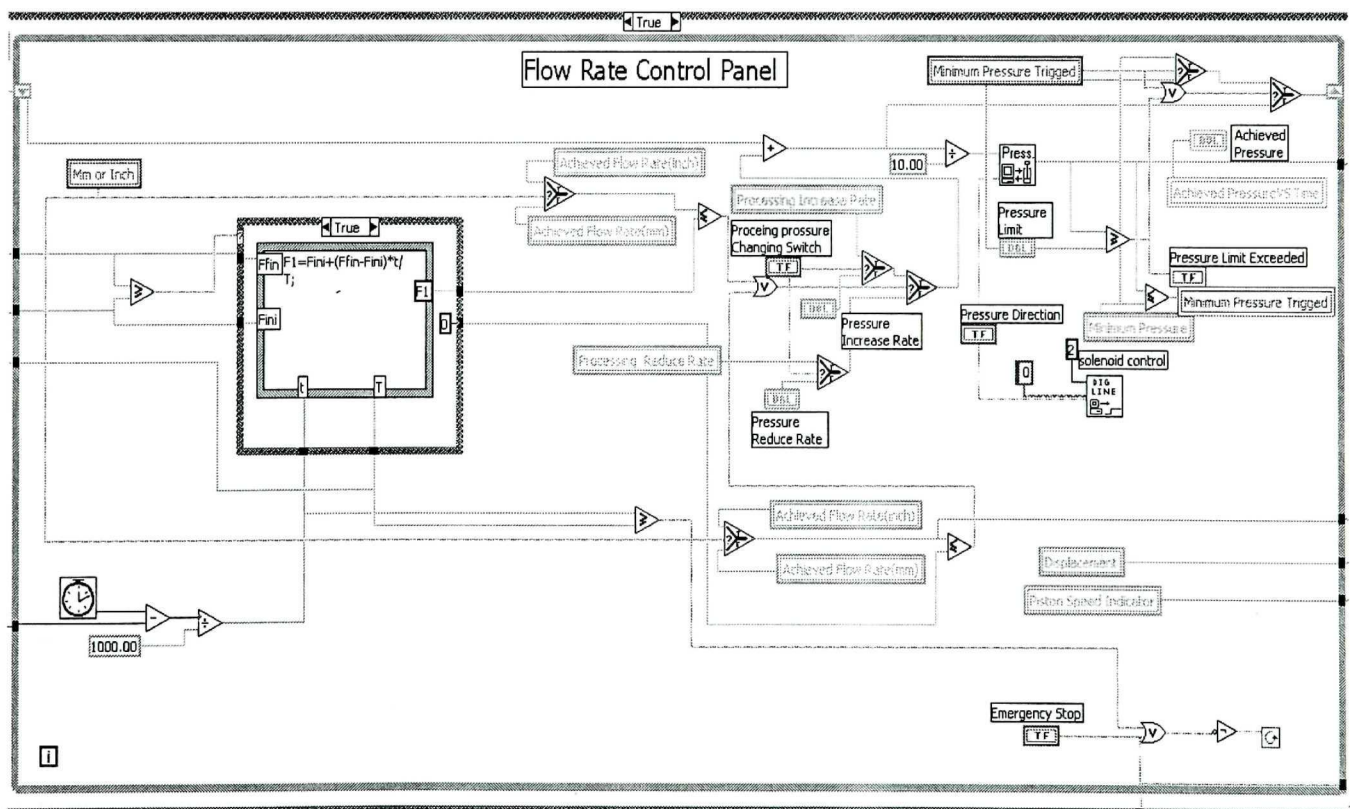 True
Flow Rate Control Panel
Minimum Pressure Trigged
Mm or Inch
Achieved Flow Rate(Inch)
Achieved Flow Rate(mm)
10.00
Press.
DBL
Achieved
Pressure
Achieved PressureVS Time
True
Ffin
F1=Fini+(Ffin-Fini)*t/
T;
F1
Fini
0
t
T
Processing Increase Rate
Proceing pressure
Changing Switch
TF
V
DBL
Pressure
Increase Rate
Pressure
Limit
DBL
Pressure Limit Exceeded
TF
Minimum Pressure Trigged
Minimum Pressure
Pressure Direction
TF
Processing Reduce Rate
DBL
Pressure
Reduce Rate
2
solenoid control
0
DIG
LINE
Achieved Flow Rate(inch)
Achieved Flow Rate(mm)
Displacement
Piston Speed Indicator
1000.00
Emergency Stop
TF
V
i